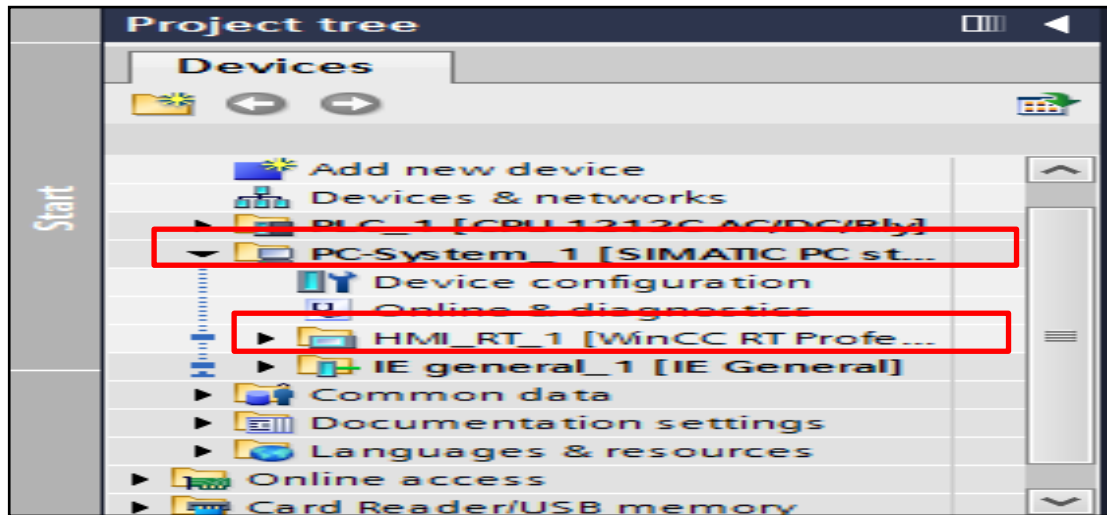 Project tree
Devices
Start
Add new device
Devices & networks
PLC_1 [CPU 1212C AC/DC/Rly]
PC-System_1 [SIMATIC PC st...
Device configuration
Online & diagnostics
HMI_RT_1 [WinCC RT Profe...
IE general_1 [IE General]
Common data
Documentation settings
Languages & resources
Online access
Card Reader/USB memory